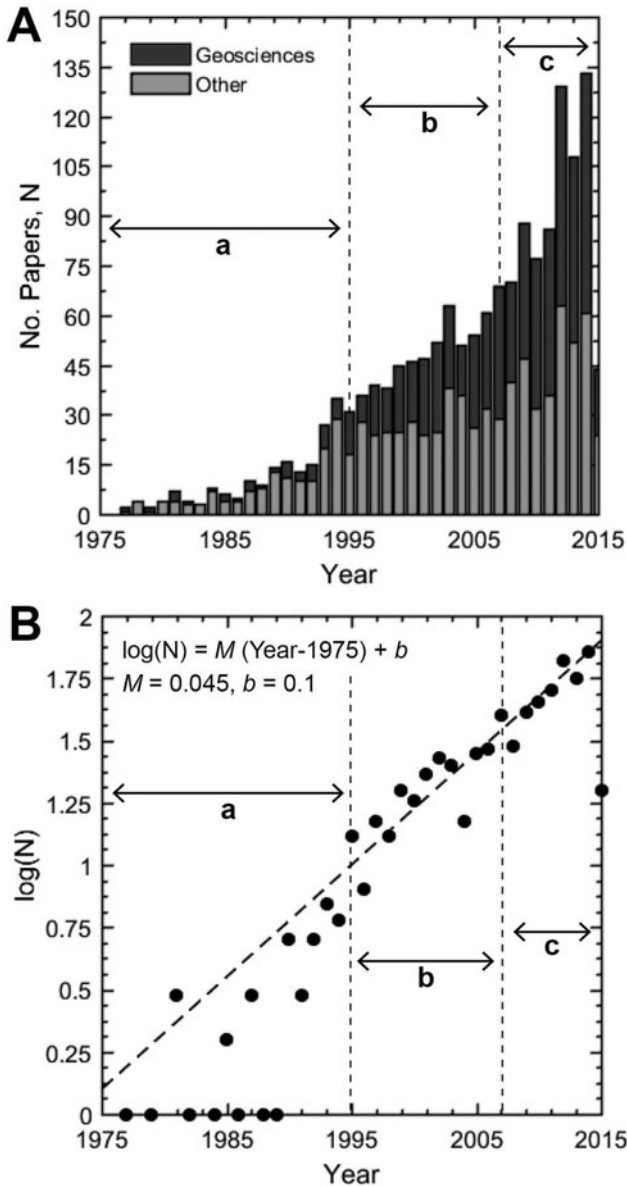 A
150
135
120
105
90
75
60
45
30
15
0
No. Papers, N
Geosciences
Other
a
b
c
1975
1985
1995
2005
2015
Year
B
2
1.75
1.5
1.25
1
0.75
0.5
0.25
0
log(N)
log(N) = M (Year-1975) + b
M = 0.045, b = 0.1
a
b
c
1975
1985
1995
2005
2015
Year